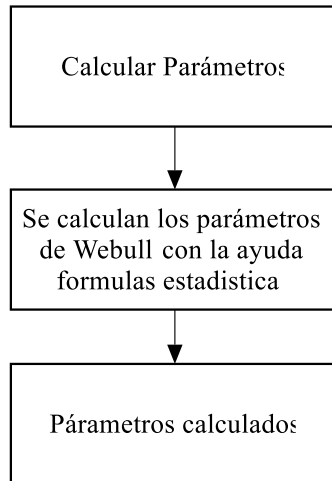 Calcular Parámetros
Se calculan los parámetros
de Webull con la ayuda
formulas estadistica
Párametros calculados